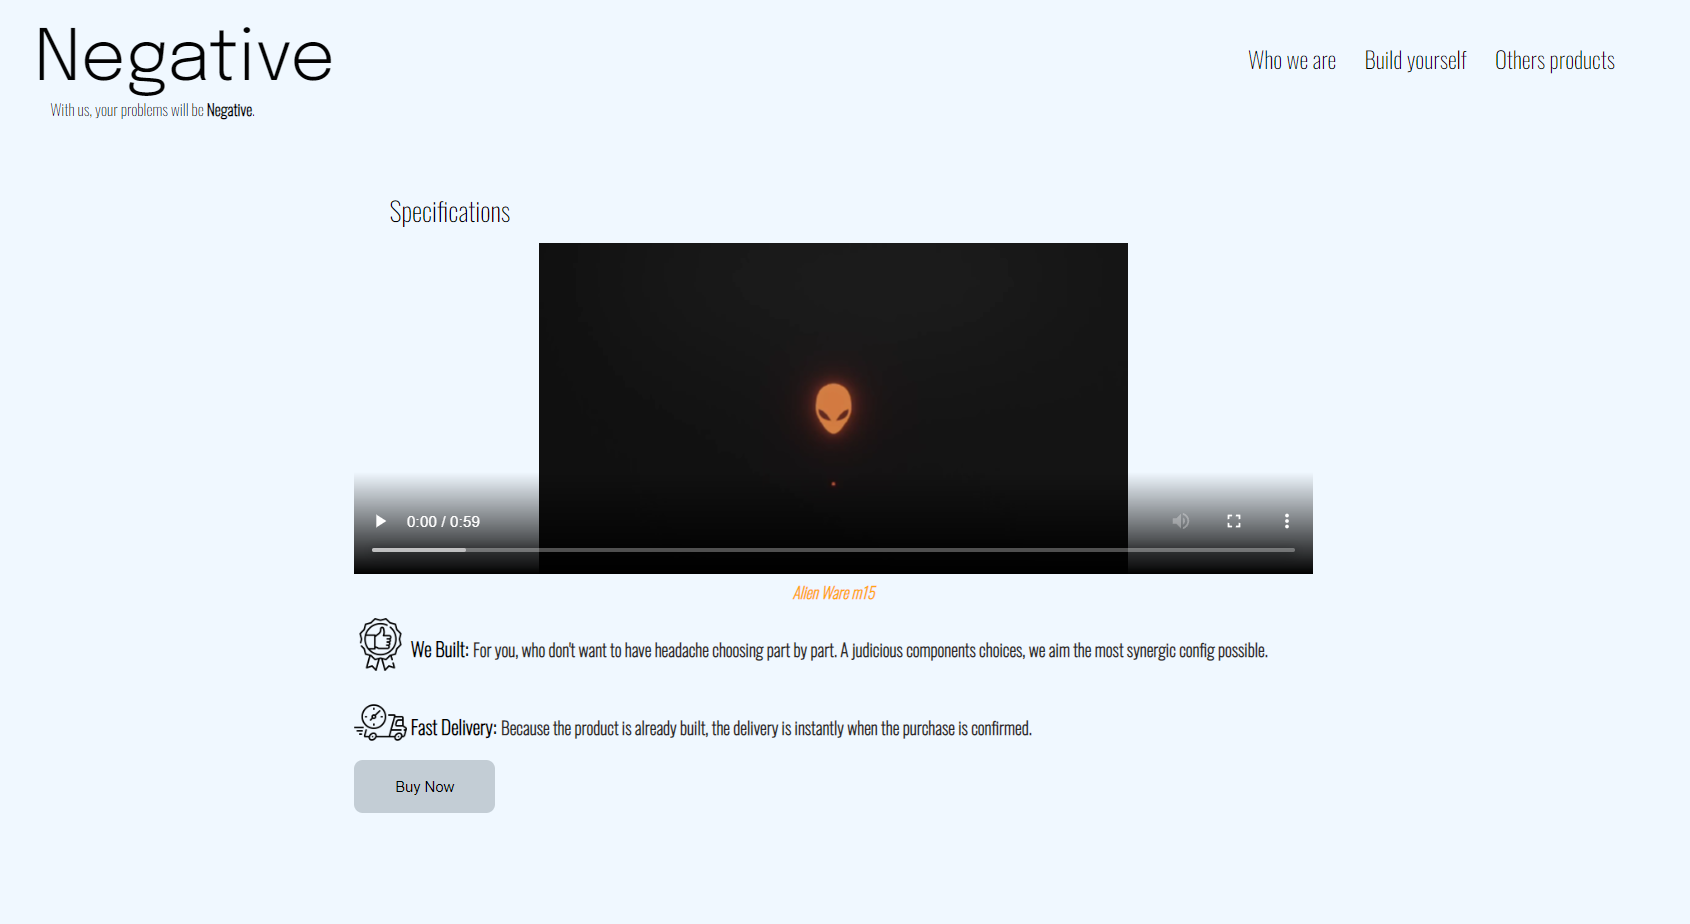 Negative
Who we are Build yourself Others products
With us, your problems will be Negative.
Specifications
0:00 / 0:59
Alien Ware m15
We Built: For you, who don't want to have headache choosing part by part. A judicious components choices, we aim the most synergic config possible.
Fast Delivery: Because the product is already built, the delivery is instantly when the purchase is confirmed.
Buy Now